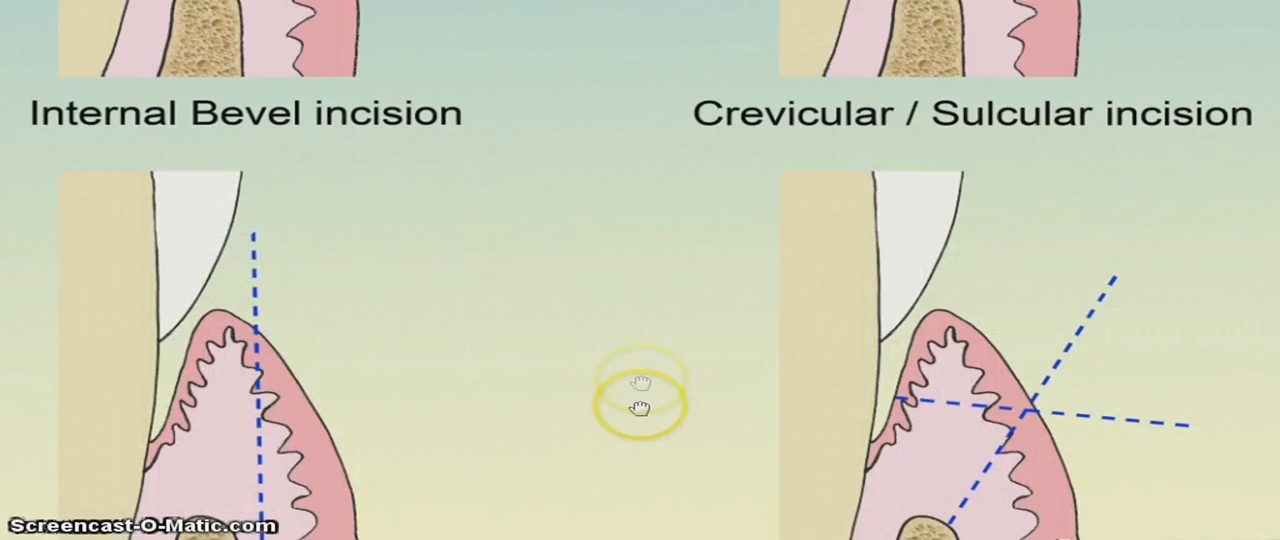 Internal Bevel incision
Crevicular / Sulcular incision
Screencast-O-Matic.com